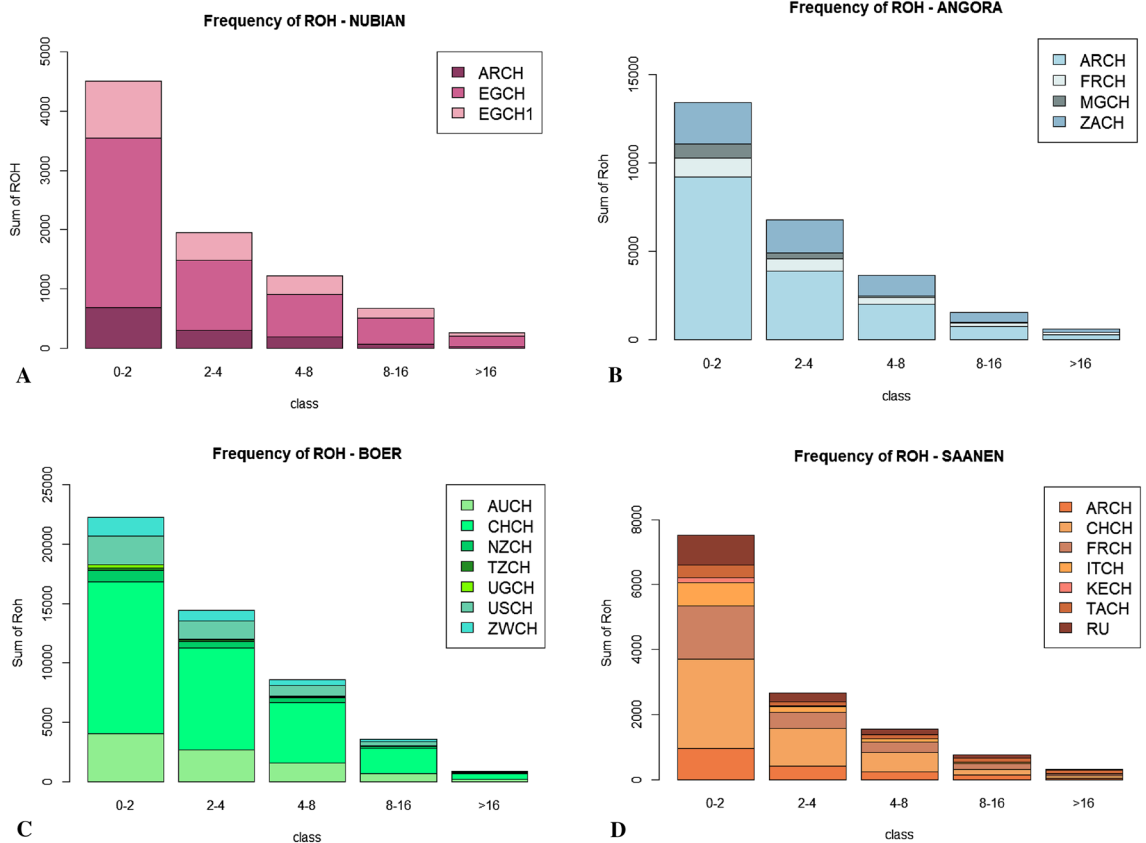 Frequency of ROH - NUBIAN
Sum of ROH
5000
4000
3000
2000
1000
0
ARCH
EGCH
EGCH1
0-2 2-4 4-8 8-16 >16
class
A
Frequency of ROH - ANGORA
Sum of Roh
15000
10000
5000
0
ARCH
FRCH
MGCH
ZACH
0-2 2-4 4-8 8-16 >16
class
B
Frequency of ROH - BOER
Sum of Roh
25000
20000
15000
10000
5000
0
AUCH
CHCH
NZCH
TZCH
UGCH
USCH
ZWCH
0-2 2-4 4-8 8-16 >16
class
C
Frequency of ROH - SAANEN
Sum of Roh
8000
6000
4000
2000
0
ARCH
CHCH
FRCH
ITCH
KECH
TACH
RU
0-2 2-4 4-8 8-16 >16
class
D